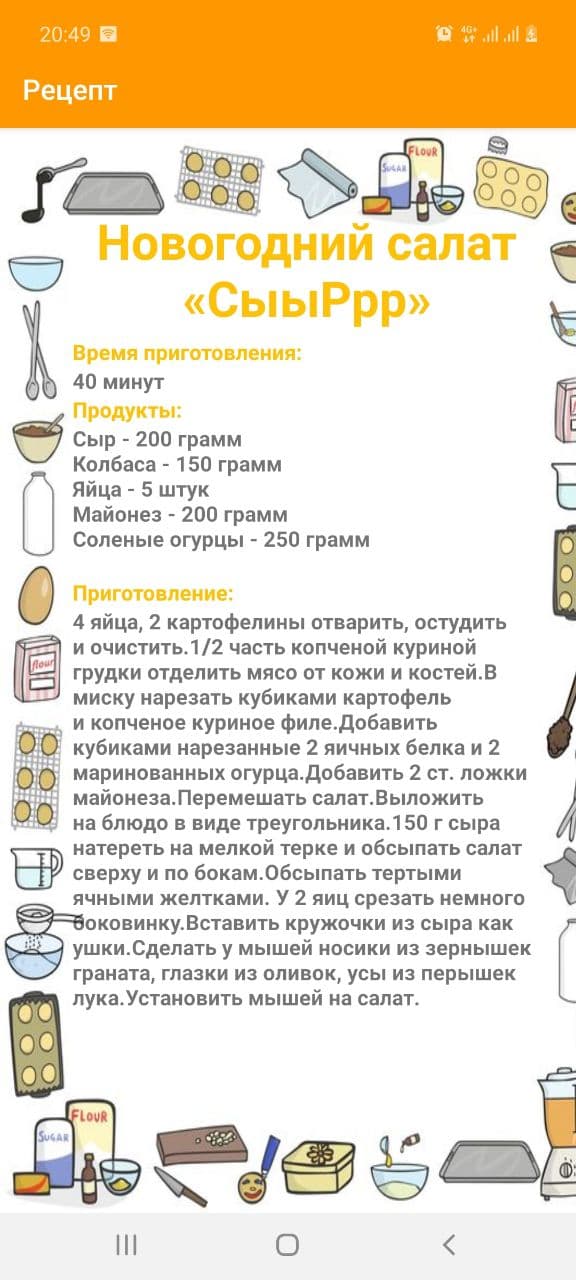 20:49
4G+
Рецепт
SUGAR
FLOUR
Новогодний салат
«СыыРрр»
Время приготовления:
40 минут
Продукты:
Сыр - 200 грамм
Колбаса - 150 грамм
Яйца - 5 штук
Майонез - 200 грамм
Соленые огурцы - 250 грамм
Приготовление:
4 яйца, 2 картофелины отварить, остудить
и очистить.1/2 часть копченой куриной
грудки отделить мясо от кожи и костей.В
миску нарезать кубиками картофель
и копченое куриное филе.Добавить
кубиками нарезанные 2 яичных белка и 2
маринованных огурца.Добавить 2 ст. ложки
майонеза.Перемешать салат.Выложить
на блюдо в виде треугольника.150 г сыра
натереть на мелкой терке и обсыпать салат
сверху и по бокам.Обсыпать тертыми
ячными желтками. У 2 яиц срезать немного
боковинку.Вставить кружочки из сыра как
ушки.Сделать у мышей носики из зернышек
граната, глазки из оливок, усы из перышек
лука.Установить мышей на салат.
flour
SUGAR
FLOUR